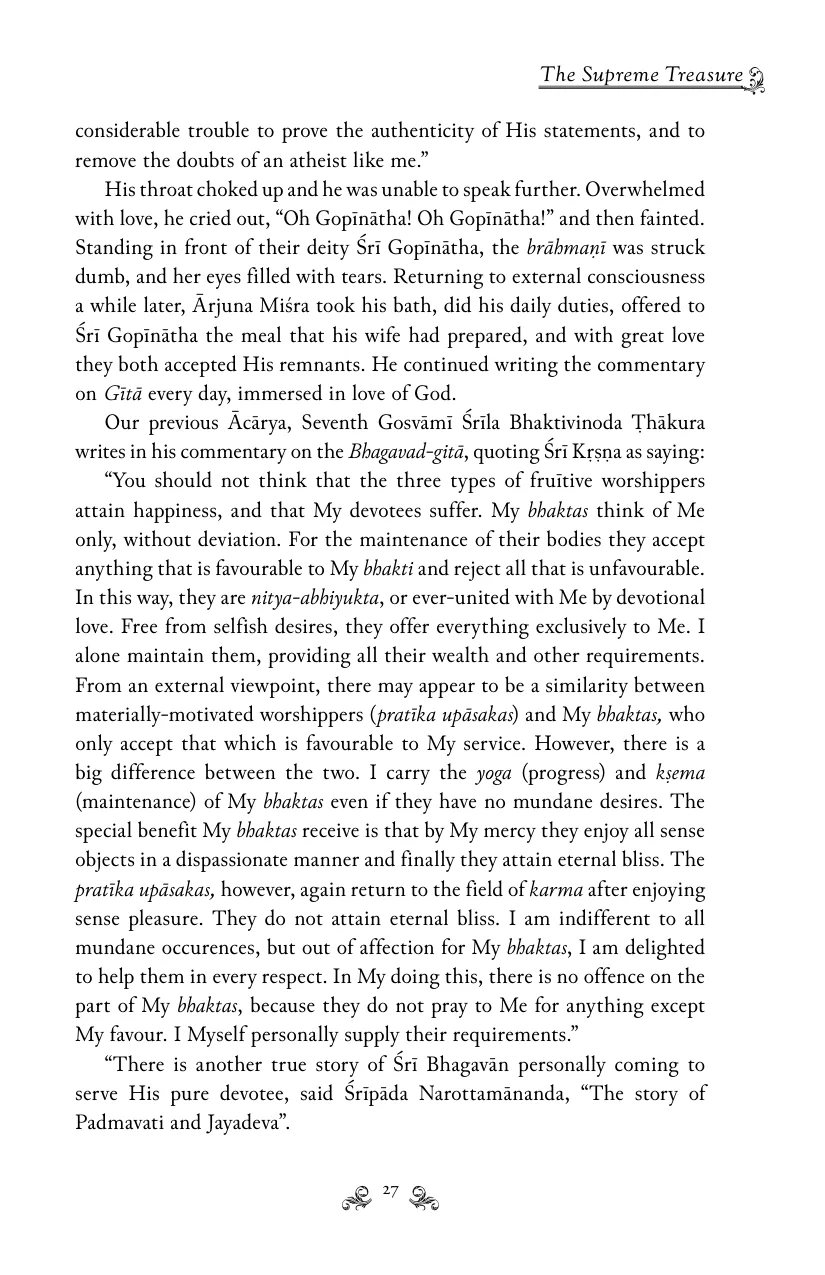 The Supreme Treasure
considerable trouble to prove the authenticity of His statements, and to
remove the doubts of an atheist like me.”
His throat choked up and he was unable to speak further. Overwhelmed
with love, he cried out, “Oh Gopīnātha! Oh Gopīnātha!” and then fainted.
Standing in front of their deity Śrī Gopīnātha, the brāhmaṇī was struck
dumb, and her eyes filled with tears. Returning to external consciousness
a while later, Ārjuna Miśra took his bath, did his daily duties, offered to
Śrī Gopīnātha the meal that his wife had prepared, and with great love
they both accepted His remnants. He continued writing the commentary
on Gītā every day, immersed in love of God.
Our previous Ācārya, Seventh Gosvāmī Śrīla Bhaktivinoda Ṭhākura
writes in his commentary on the Bhagavad-gitā, quoting Śrī Kṛṣṇa as saying:
“You should not think that the three types of fruītive worshippers
attain happiness, and that My devotees suffer. My bhaktas think of Me
only, without deviation. For the maintenance of their bodies they accept
anything that is favourable to My bhakti and reject all that is unfavourable.
In this way, they are nitya-abhiyukta, or ever-united with Me by devotional
love. Free from selfish desires, they offer everything exclusively to Me. I
alone maintain them, providing all their wealth and other requirements.
From an external viewpoint, there may appear to be a similarity between
materially-motivated worshippers (pratīka upāsakas) and My bhaktas, who
only accept that which is favourable to My service. However, there is a
big difference between the two. I carry the yoga (progress) and kṣema
(maintenance) of My bhaktas even if they have no mundane desires. The
special benefit My bhaktas receive is that by My mercy they enjoy all sense
objects in a dispassionate manner and finally they attain eternal bliss. The
pratīka upāsakas, however, again return to the field of karma after enjoying
sense pleasure. They do not attain eternal bliss. I am indifferent to all
mundane occurences, but out of affection for My bhaktas, I am delighted
to help them in every respect. In My doing this, there is no offence on the
part of My bhaktas, because they do not pray to Me for anything except
My favour. I Myself personally supply their requirements.”
“There is another true story of Śrī Bhagavān personally coming to
serve His pure devotee, said Śrīpāda Narottamānanda, “The story of
Padmavati and Jayadeva”.
27